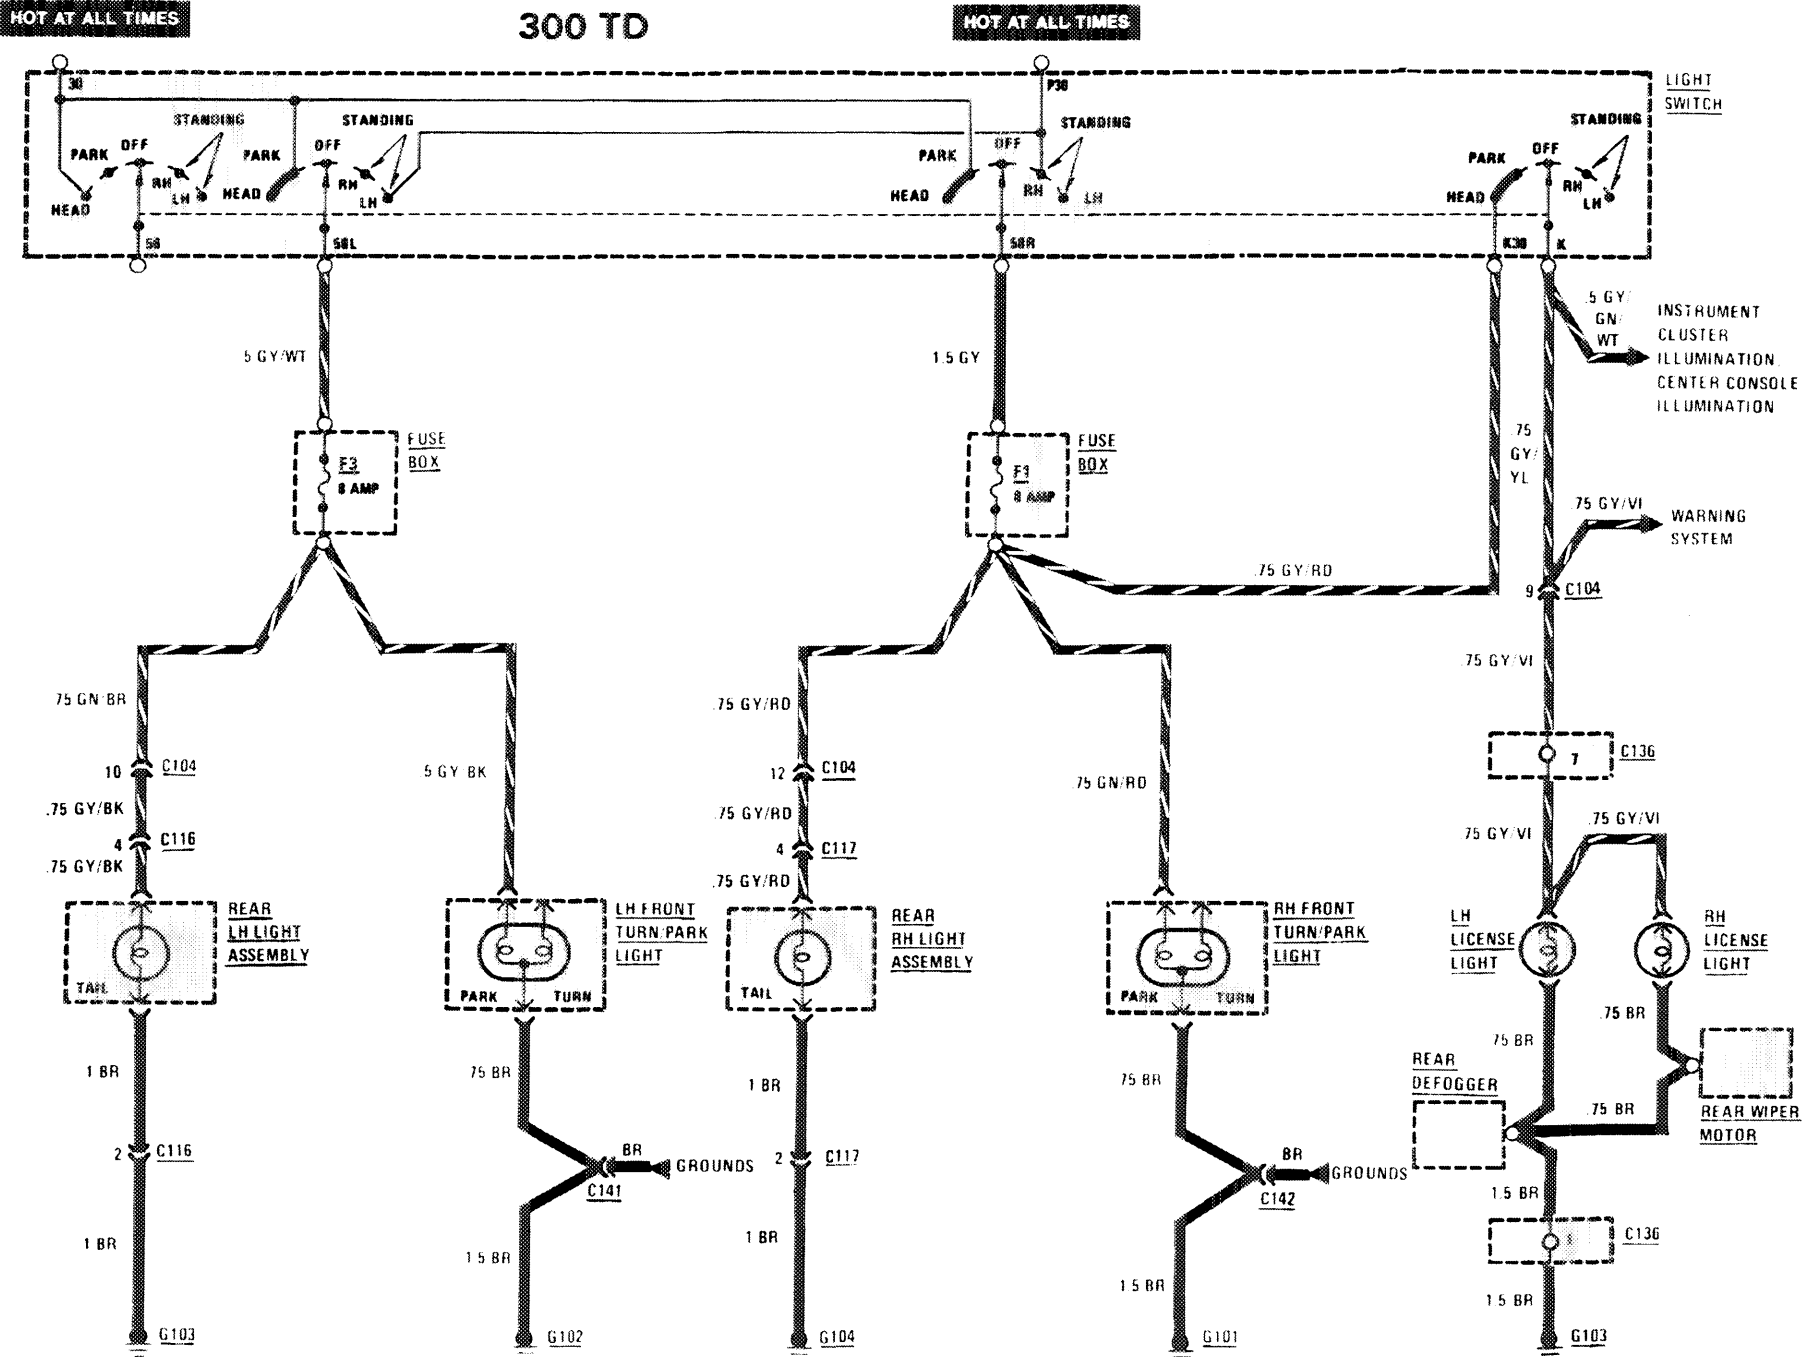 HOT AT ALL TIMES
300 TD
HOT AT ALL TIMES
30
P30
LIGHT
SWITCH
STANDING
STANDING
STANDING
STANDING
PARK
OFF
RH
LH
HEAD
PARK
OFF
RH
LH
HEAD
PARK
OFF
RH
LH
HEAD
PARK
OFF
RH
LH
HEAD
58
58L
58R
K30
K
5 GY/WT
1.5 GY
.5 GY/
GN/
WT
INSTRUMENT
CLUSTER
ILLUMINATION,
CENTER CONSOLE
ILLUMINATION
FUSE
BOX
F3
8 AMP
FUSE
BOX
F1
8 AMP
.75
GY/
YL
.75 GY/VI
WARNING
SYSTEM
.75 GY/RD
9
C104
.75 GY/VI
75 GN/BR
10
C104
.75 GY/BK
4
C116
.75 GY/BK
5 GY BK
.75 GY/RD
12
C104
.75 GY/RD
4
C117
.75 GY/RD
.75 GN/RD
7
C136
.75 GY/VI
.75 GY/VI
REAR
LH LIGHT
ASSEMBLY
TAIL
LH FRONT
TURN/PARK
LIGHT
PARK
TURN
REAR
RH LIGHT
ASSEMBLY
TAIL
RH FRONT
TURN/PARK
LIGHT
PARK
TURN
LH
LICENSE
LIGHT
RH
LICENSE
LIGHT
1 BR
75 BR
1 BR
75 BR
75 BR
.75 BR
REAR
DEFOGGER
.75 BR
REAR WIPER
MOTOR
2
C116
BR
GROUNDS
C141
2
C117
BR
GROUNDS
C142
1.5 BR
1
C136
1 BR
1.5 BR
1 BR
1.5 BR
1.5 BR
G103
G102
G104
G101
G103